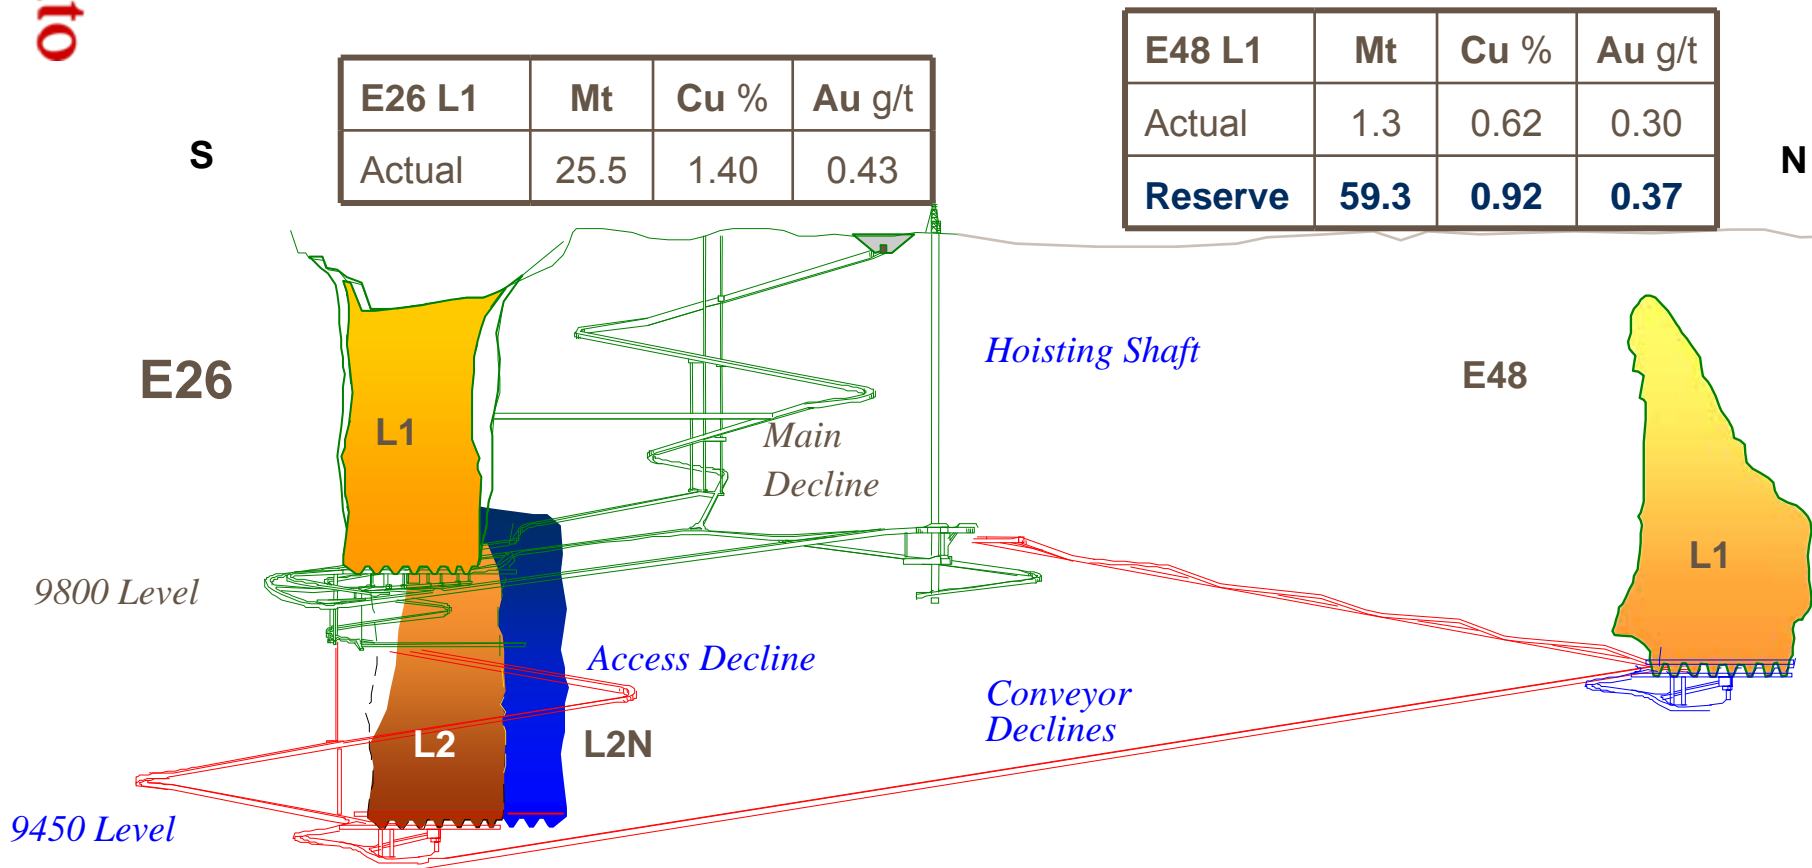 to
E26 L1 Mt Cu % Au g/t
Actual 25.5 1.40 0.43
E48 L1 Mt Cu % Au g/t
Actual 1.3 0.62 0.30
Reserve 59.3 0.92 0.37
S
N
Hoisting Shaft
E26
E48
L1
Main
Decline
L1
9800 Level
Access Decline
Conveyor
Declines
L2
L2N
9450 Level